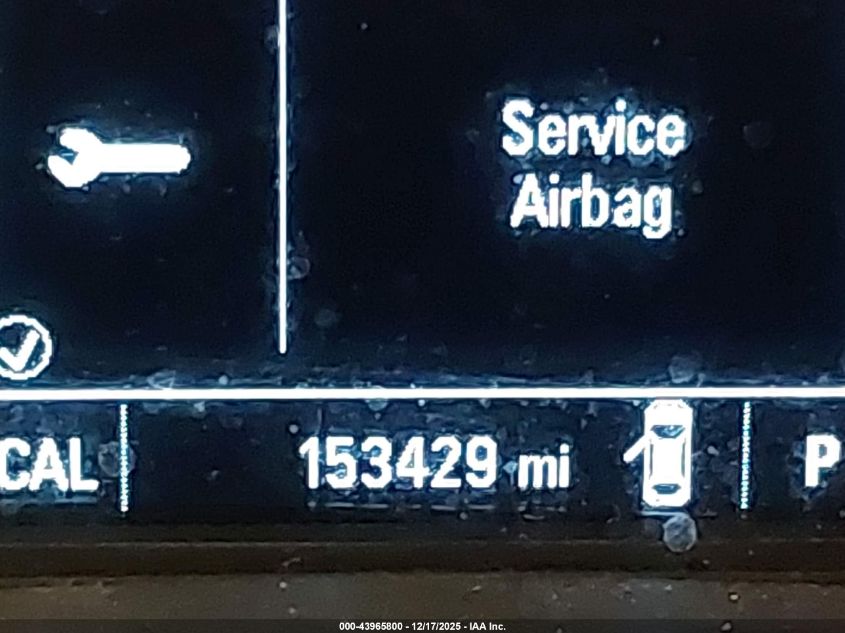 Service
Airbag
CAL
153429 mi
P
000-43965800 - 12/17/2025 - IAA Inc.